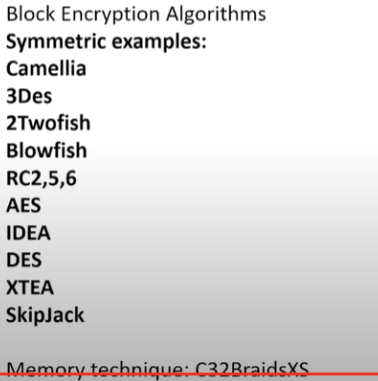 Block Encryption Algorithms
Symmetric examples:
Camellia
3Des
2Twofish
Blowfish
RC2,5,6
AES
IDEA
DES
XTEA
SkipJack
Memory technique: C32BraidsXS